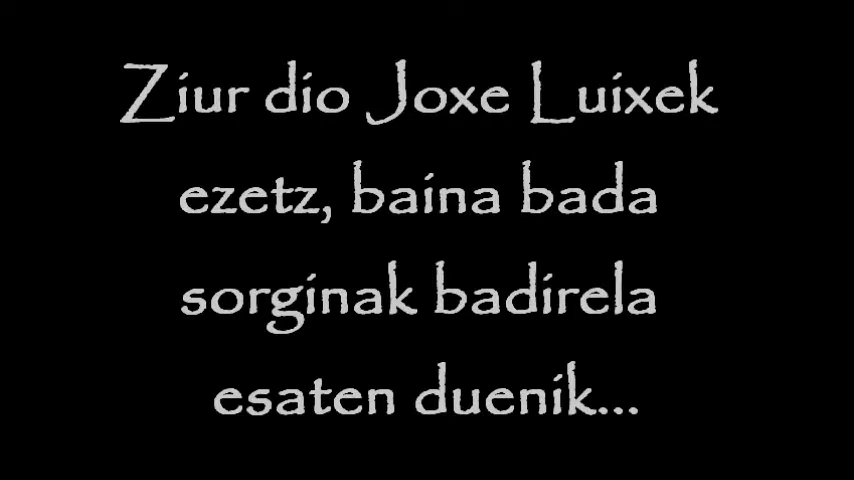 Ziur dio Joxe Luixek
ezetz, baina bada
sorginak badirela
esaten duenik...